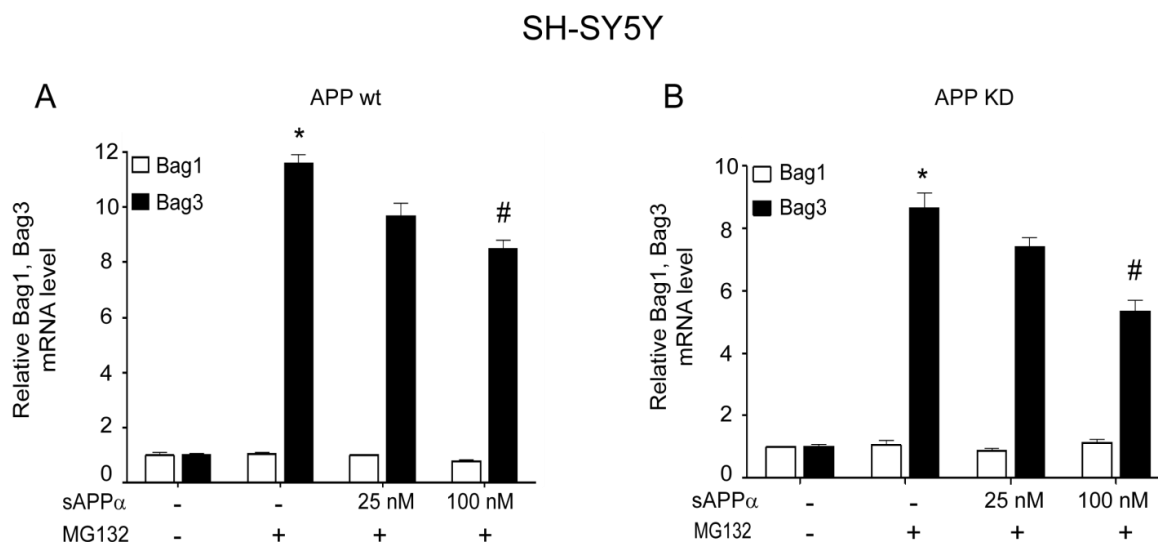 SH-SY5Y
A
APP wt
Relative Bag1, Bag3
mRNA level
12
10
8
6
4
2
0
Bag1
Bag3
*
#
sAPPα - - 25 nM 100 nM
MG132 - + + +
B
APP KD
Relative Bag1, Bag3
mRNA level
10
8
6
4
2
0
Bag1
Bag3
*
#
sAPPα - - 25 nM 100 nM
MG132 - + + +